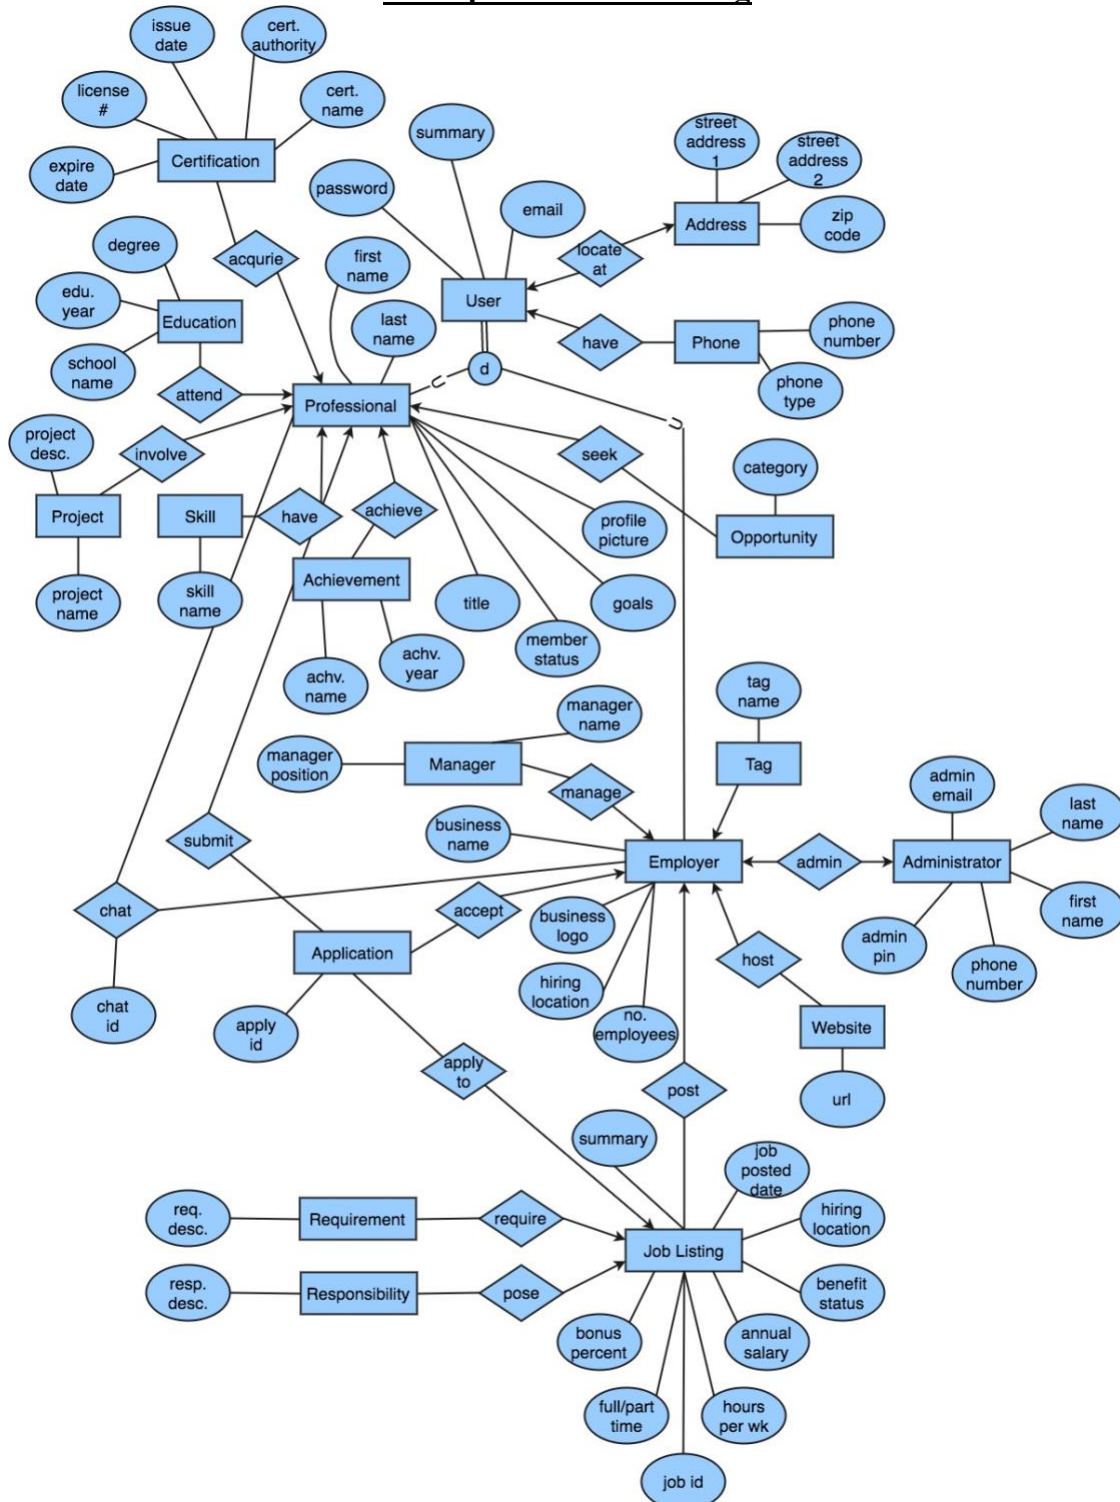 issue
date
cert.
authority
license
#
cert.
name
expire
date
Certification
summary
street
address
1
street
address
2
password
email
Address
zip
code
degree
acqurie
first
name
locate
at
edu.
year
Education
User
last
name
have
Phone
phone
number
school
name
attend
d
phone
type
Professional
project
desc.
involve
seek
category
Project
Skill
have
achieve
profile
picture
Opportunity
project
name
skill
name
Achievement
title
goals
member
status
achv.
name
achv.
year
manager
name
tag
name
manager
position
Manager
manage
Tag
admin
email
last
name
business
name
submit
Employer
admin
Administrator
chat
accept
business
logo
first
name
Application
host
admin
pin
phone
number
chat
id
apply
id
hiring
location
no.
employees
Website
apply
to
post
url
summary
job
posted
date
req.
desc.
Requirement
require
hiring
location
Job Listing
resp.
desc.
Responsibility
pose
benefit
status
bonus
percent
annual
salary
full/part
time
hours
per wk
job id